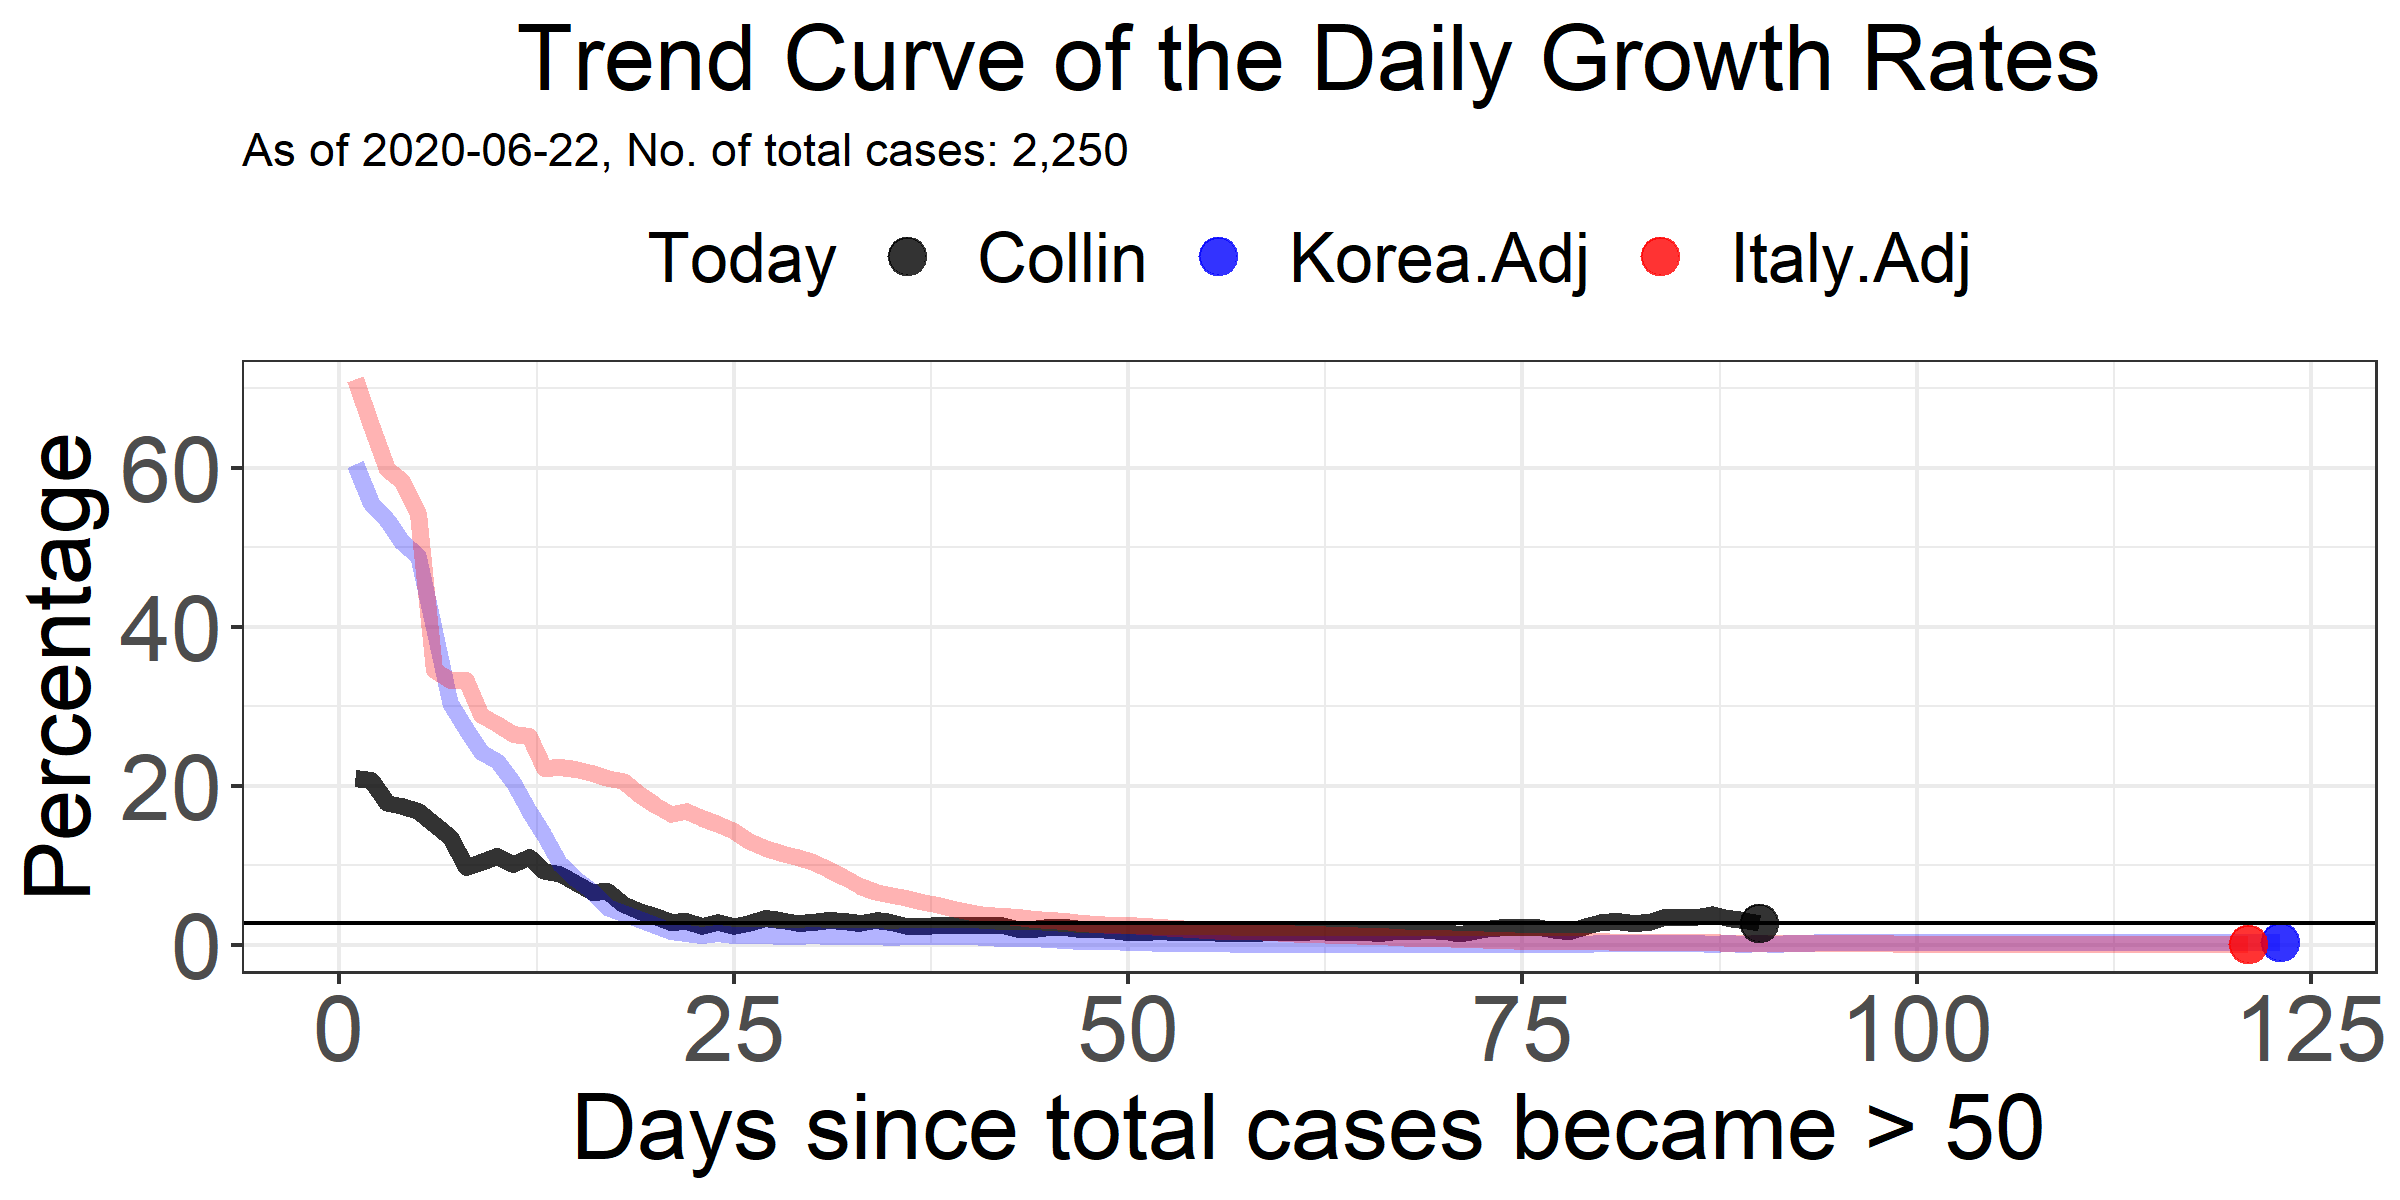 Trend Curve of the Daily Growth Rates
As of 2020-06-22, No. of total cases: 2,250
Today Collin Korea.Adj Italy.Adj
Percentage
60
40
20
0
0 25 50 75 100 125
Days since total cases became > 50